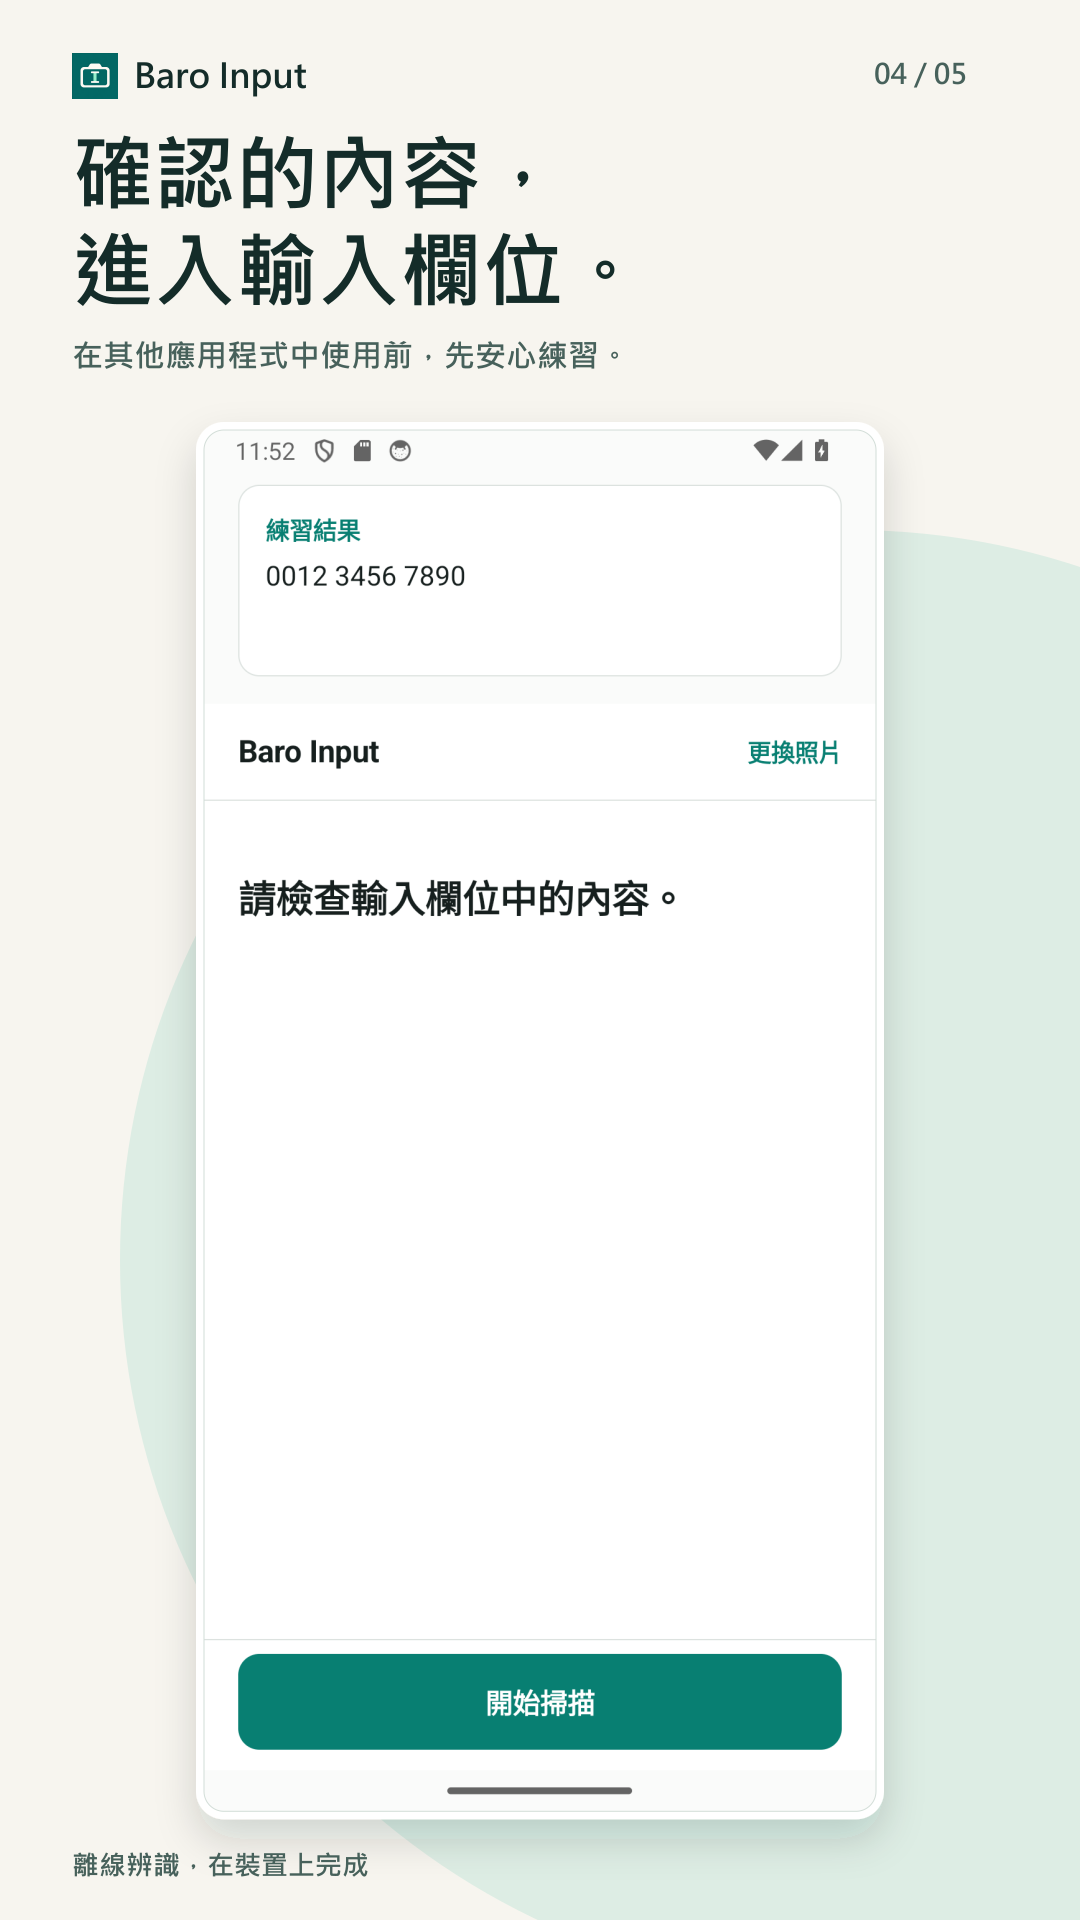 Baro Input
04 / 05
確認的內容，
進入輸入欄位。
在其他應用程式中使用前，先安心練習。
11:52
練習結果
0012 3456 7890
Baro Input
更換照片
請檢查輸入欄位中的內容。
開始掃描
離線辨識，在裝置上完成